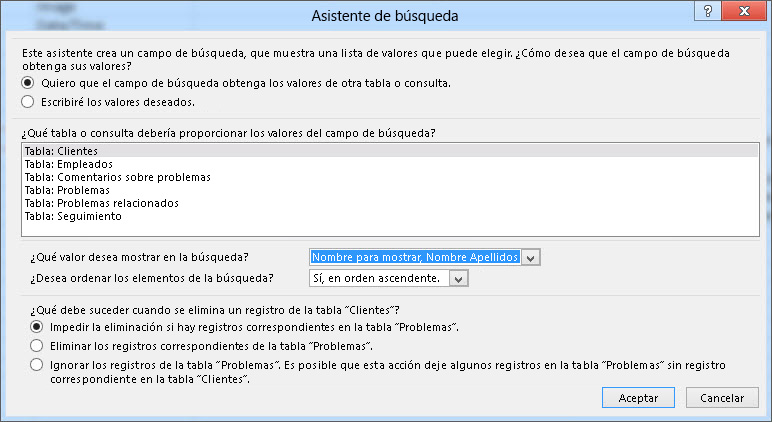 Image
Date/Time
Asistente de búsqueda
?
Este asistente crea un campo de búsqueda, que muestra una lista de valores que puede elegir. ¿Cómo desea que el campo de búsqueda
obtenga sus valores?
Quiero que el campo de búsqueda obtenga los valores de otra tabla o consulta.
Escribiré los valores deseados.
¿Qué tabla o consulta debería proporcionar los valores del campo de búsqueda?
Tabla: Clientes
Tabla: Empleados
Tabla: Comentarios sobre problemas
Tabla: Problemas
Tabla: Problemas relacionados
Tabla: Seguimiento
¿Qué valor desea mostrar en la búsqueda? Nombre para mostrar, Nombre Apellidos
¿Desea ordenar los elementos de la búsqueda? Sí, en orden ascendente.
¿Qué debe suceder cuando se elimina un registro de la tabla "Clientes"?
Impedir la eliminación si hay registros correspondientes en la tabla "Problemas".
Eliminar los registros correspondientes de la tabla "Problemas".
Ignorar los registros de la tabla "Problemas". Es posible que esta acción deje algunos registros en la tabla "Problemas" sin registro
correspondiente en la tabla "Clientes".
Aceptar Cancelar